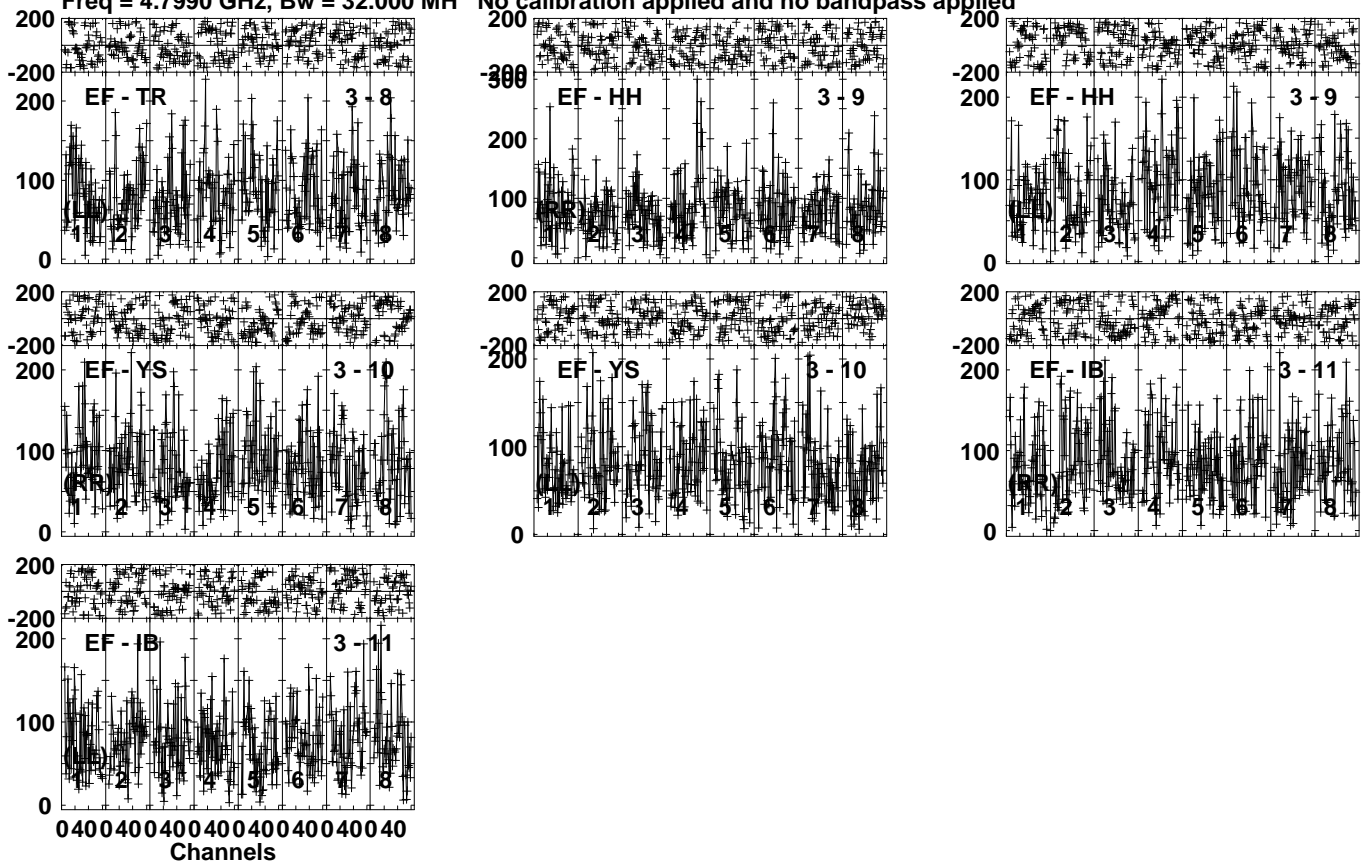 Freq = 4.7990 GHz, Bw = 32.000 MH No calibration applied and no bandpass applied
200
-200
200
100
0
EF - TR 3 - 8
(LL)
1 2 3 4 5 6 7 8
200
-200
300
200
100
0
EF - HH 3 - 9
(RR)
1 2 3 4 5 6 7 8
200
-200
200
100
0
EF - HH 3 - 9
(LL)
1 2 3 4 5 6 7 8
200
-200
200
100
0
EF - YS 3 - 10
(RR)
1 2 3 4 5 6 7 8
200
-200
200
100
0
EF - YS 3 - 10
(LL)
1 2 3 4 5 6 7 8
200
-200
200
100
0
EF - IB 3 - 11
(RR)
1 2 3 4 5 6 7 8
200
-200
200
100
0
EF - IB 3 - 11
(LL)
1 2 3 4 5 6 7 8
0 40 0 40 0 40 0 40 0 40 0 40 0 40 0 40
Channels